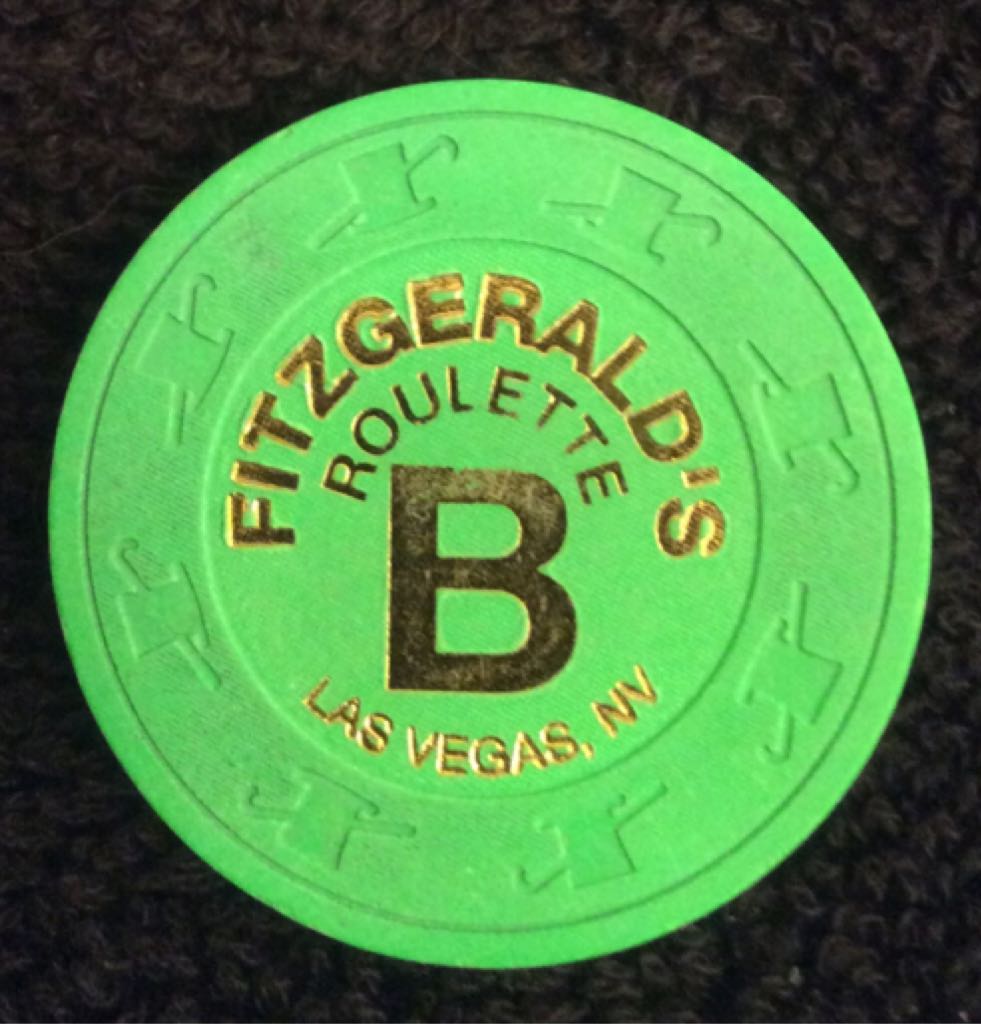 FITZGERALD'S
ROULETTE
B
LAS VEGAS, NV